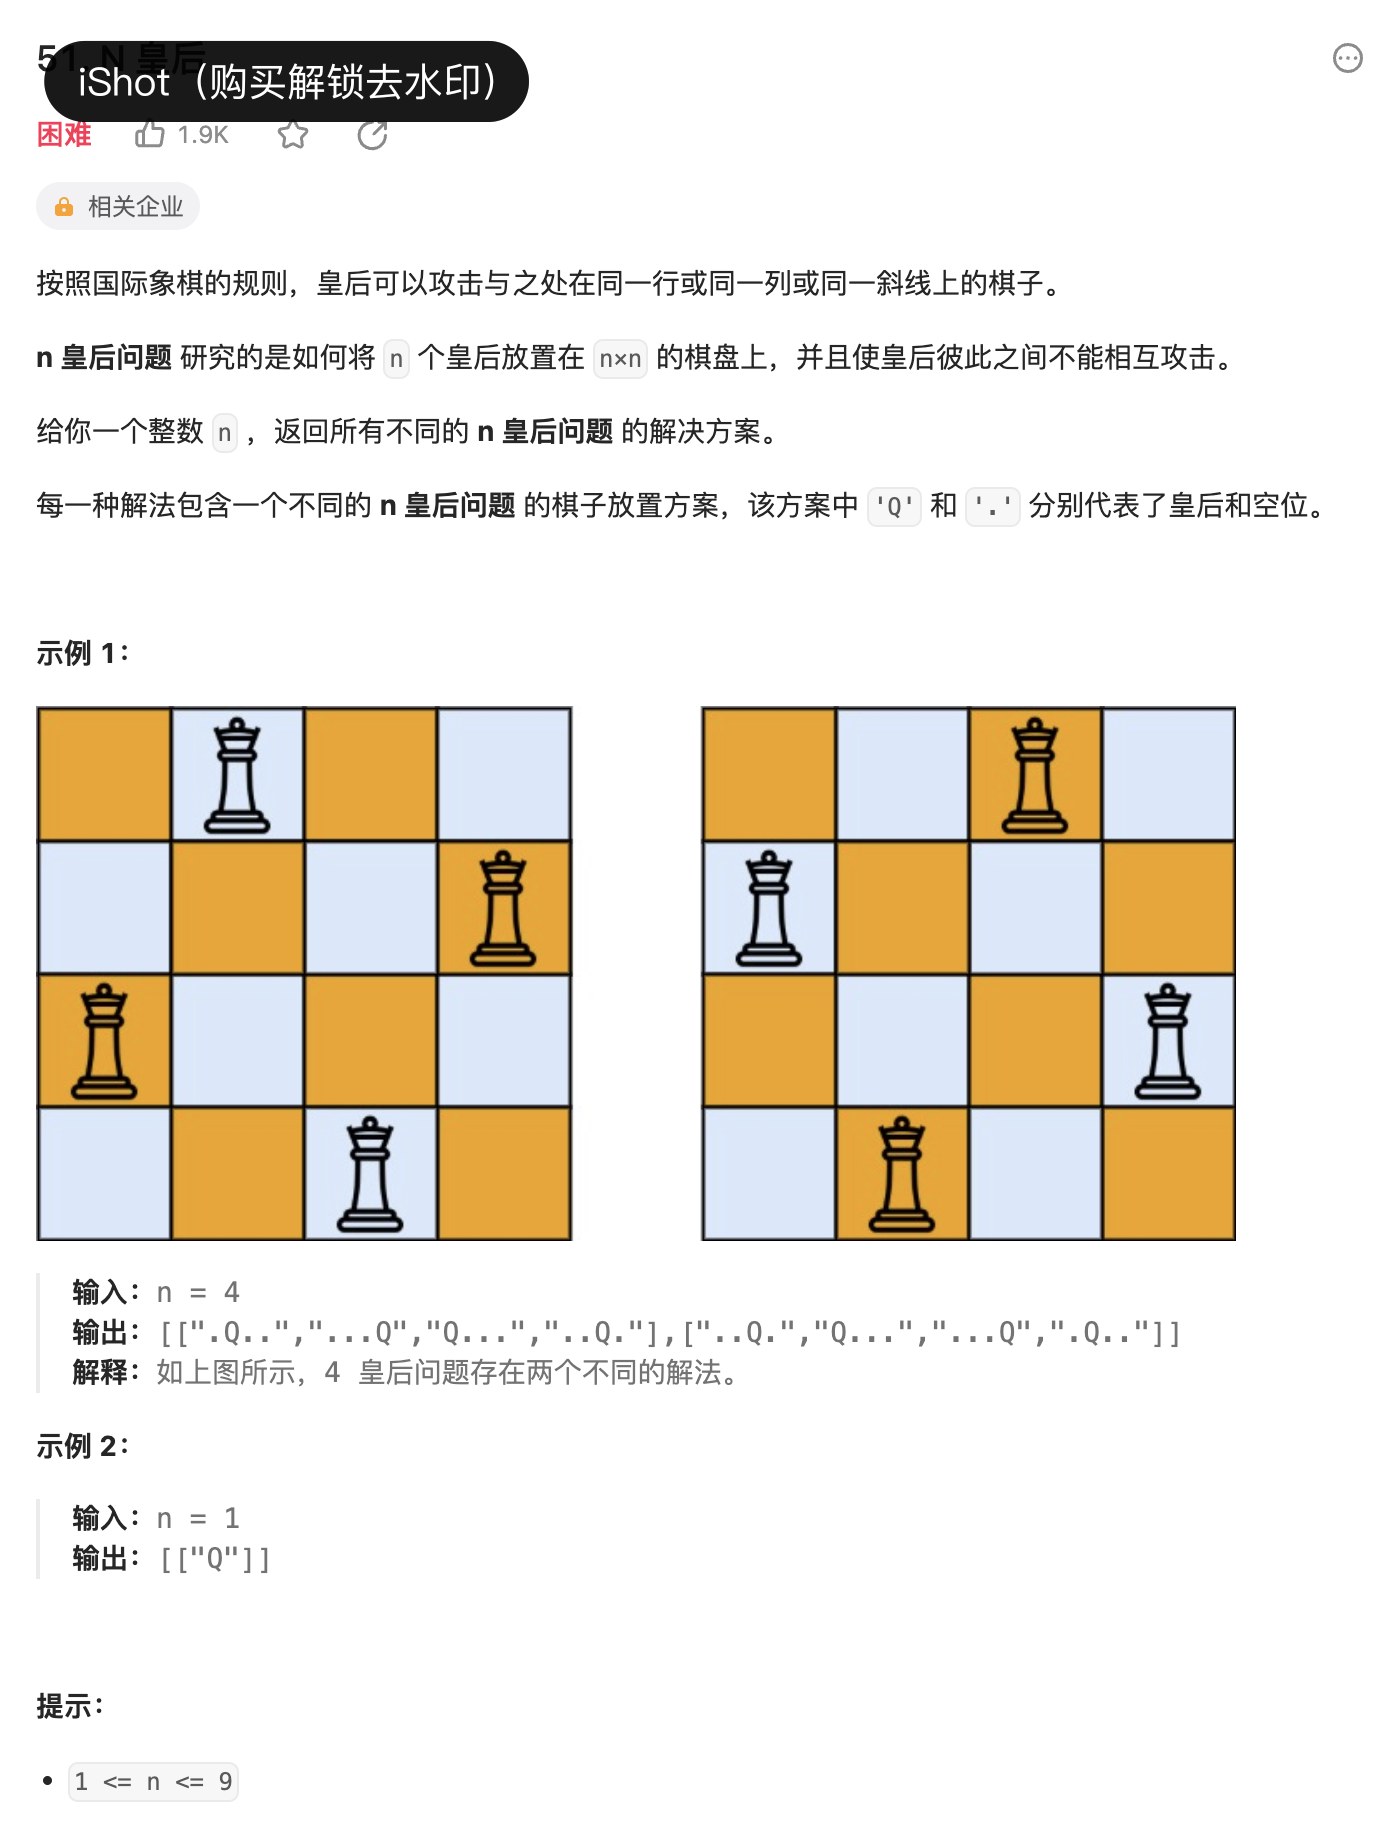 51. N 皇后
iShot（购买解锁去水印）
困难 1.9K
相关企业
按照国际象棋的规则，皇后可以攻击与之处在同一行或同一列或同一斜线上的棋子。
n 皇后问题 研究的是如何将 n 个皇后放置在 n×n 的棋盘上，并且使皇后彼此之间不能相互攻击。
给你一个整数 n ，返回所有不同的 n 皇后问题 的解决方案。
每一种解法包含一个不同的 n 皇后问题 的棋子放置方案，该方案中 'Q' 和 '.' 分别代表了皇后和空位。
示例 1：
输入：n = 4
输出：[[".Q..","...Q","Q...","..Q."],["..Q.","Q...","...Q",".Q.."]]
解释：如上图所示，4 皇后问题存在两个不同的解法。
示例 2：
输入：n = 1
输出：[["Q"]]
提示：
• 1 <= n <= 9